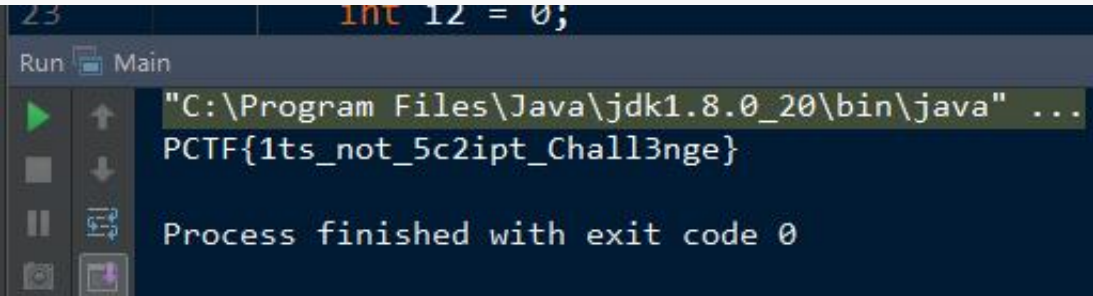 23 int i2 = 0;
Run Main
"C:\Program Files\Java\jdk1.8.0_20\bin\java" ...
PCTF{1ts_not_5c2ipt_Chall3nge}
Process finished with exit code 0